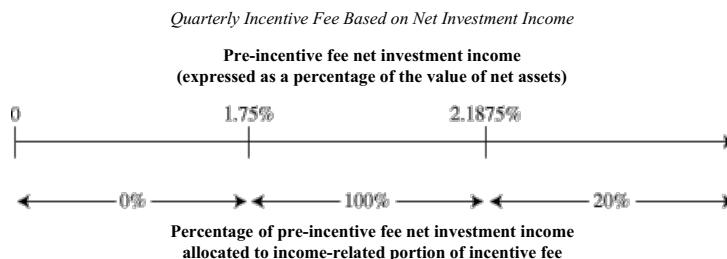 Quarterly Incentive Fee Based on Net Investment Income
Pre-incentive fee net investment income
(expressed as a percentage of the value of net assets)
0 1.75% 2.1875%
0% 100% 20%
Percentage of pre-incentive fee net investment income
allocated to income-related portion of incentive fee